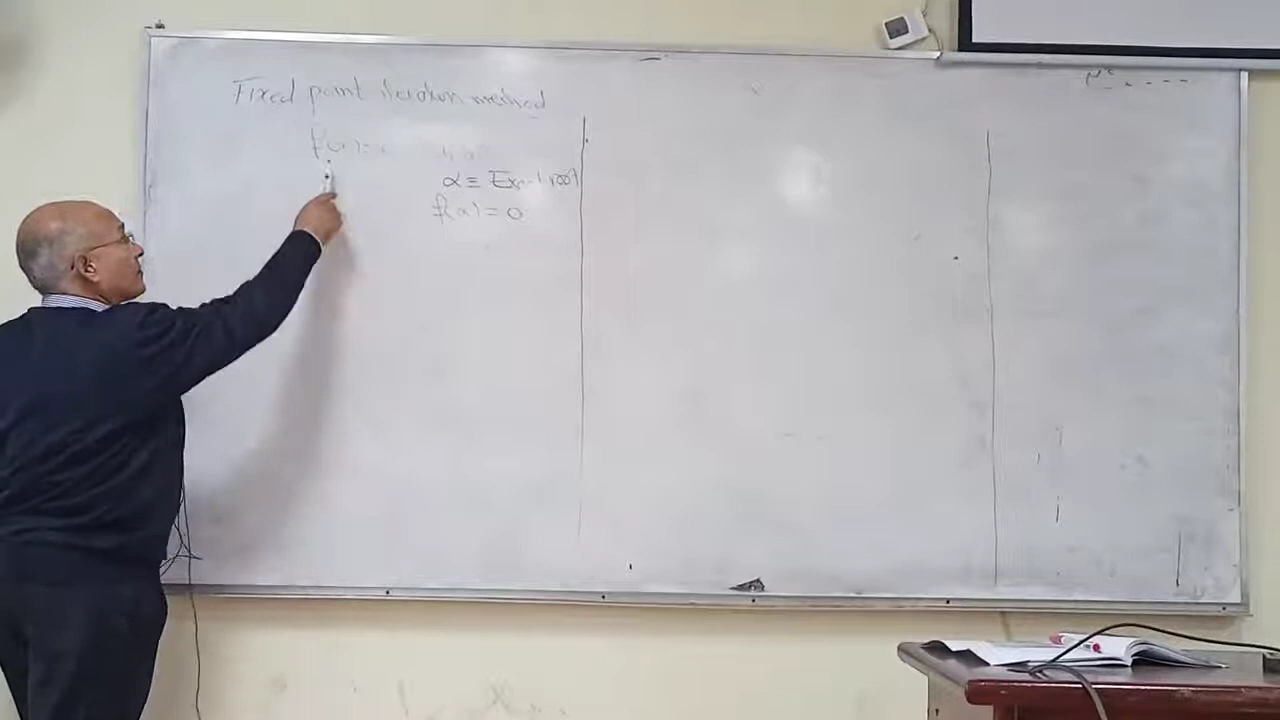 Fixed point iteration method
f(x) =
α ≡ Exact root
f(α) = 0